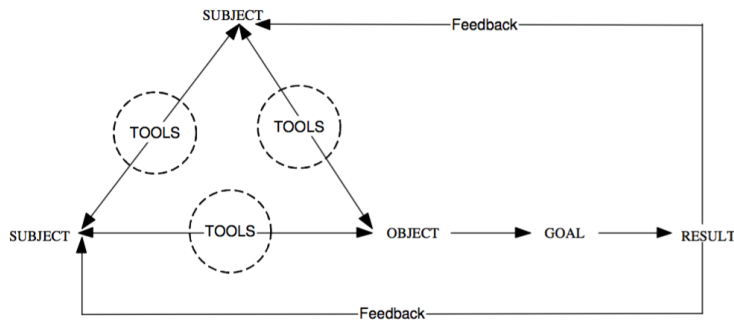 SUBJECT
Feedback
TOOLS
TOOLS
SUBJECT
TOOLS
OBJECT
GOAL
RESULT
Feedback